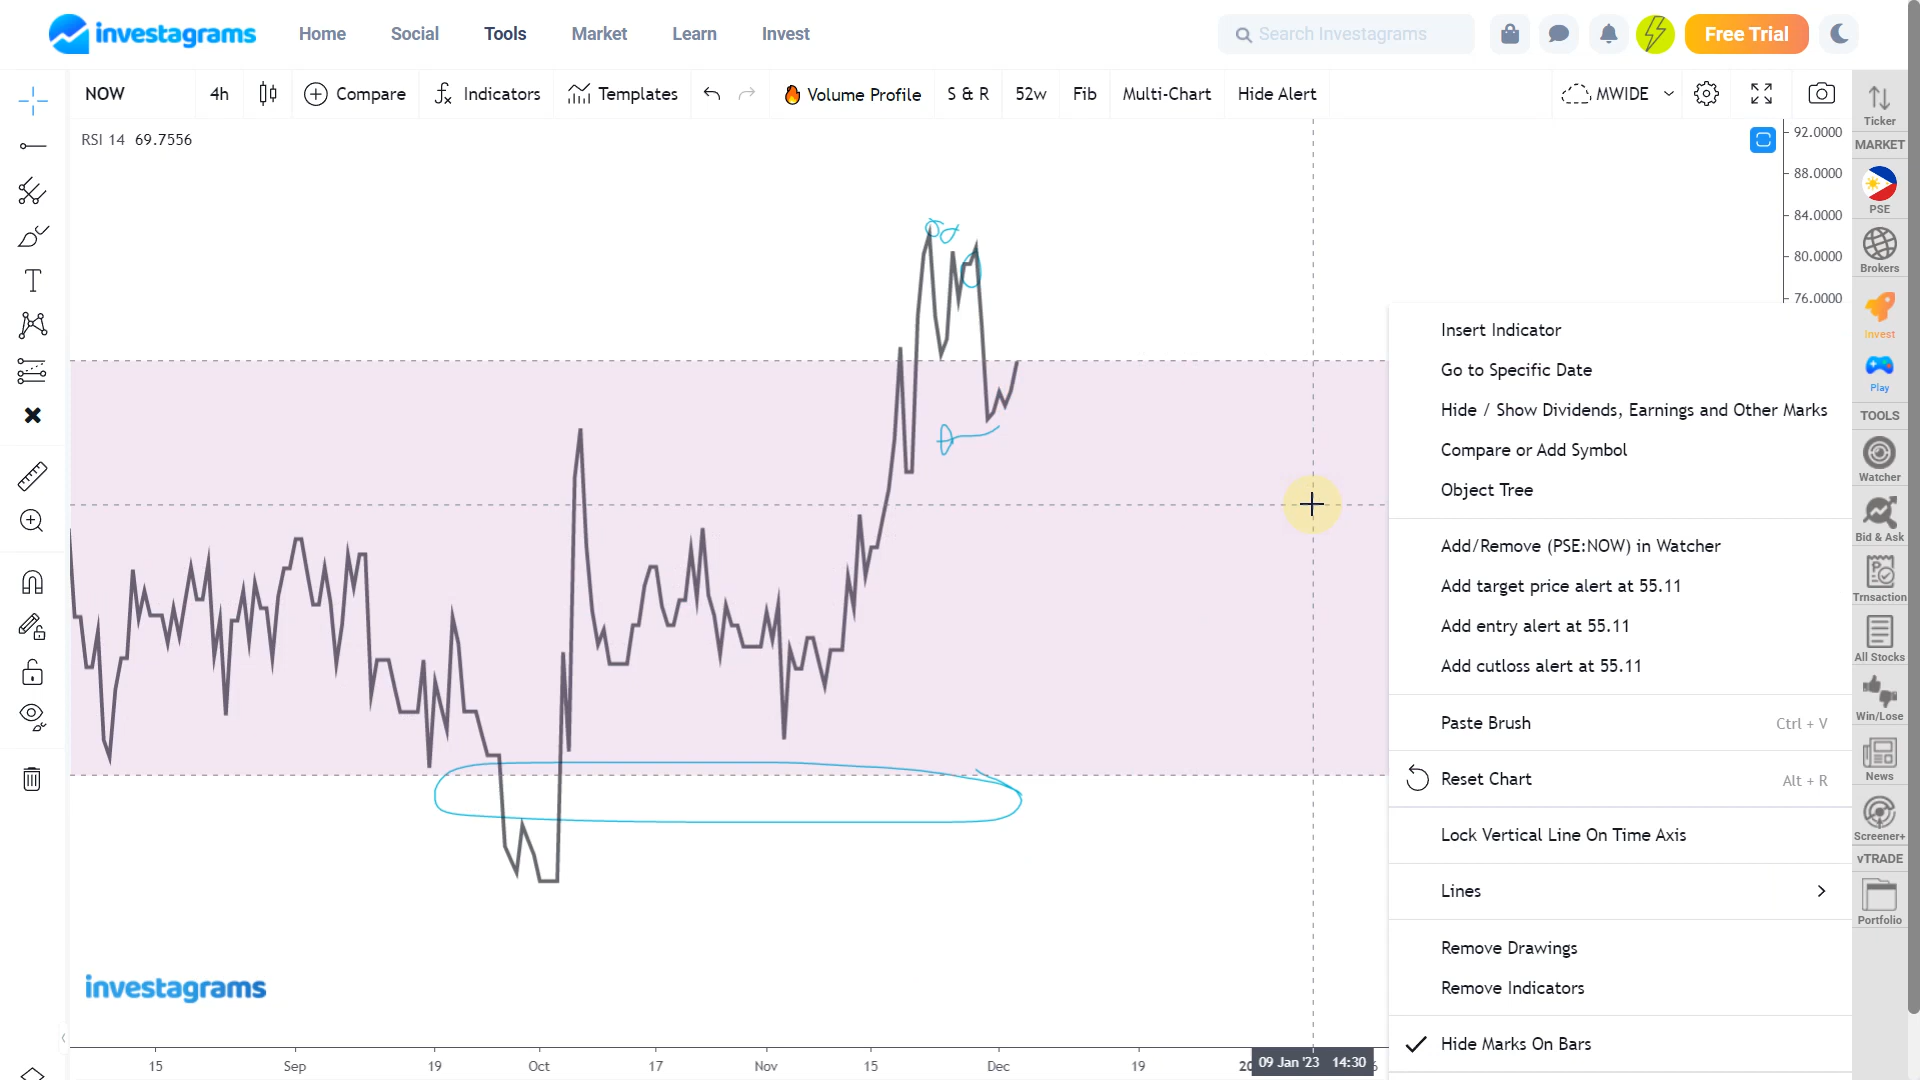 investagrams Home Social Tools Market Learn Invest Search Investagrams Free Trial
NOW 4h Compare Indicators Templates Volume Profile S & R 52w Fib Multi-Chart Hide Alert MWIDE
RSI 14 69.7556
92.0000
88.0000
84.0000
80.0000
76.0000
Insert Indicator
Go to Specific Date
Hide / Show Dividends, Earnings and Other Marks
Compare or Add Symbol
Object Tree
Add/Remove (PSE:NOW) in Watcher
Add target price alert at 55.11
Add entry alert at 55.11
Add cutloss alert at 55.11
Paste Brush Ctrl + V
Reset Chart Alt + R
Lock Vertical Line On Time Axis
Lines
Remove Drawings
Remove Indicators
Hide Marks On Bars
Ticker
MARKET
PSE
Brokers
Invest
Play
TOOLS
Watcher
Bid & Ask
Trnsaction
All Stocks
Win/Lose
News
Screener+
vTRADE
Portfolio
investagrams
15 Sep 19 Oct 17 Nov 15 Dec 19 09 Jan '23 14:30